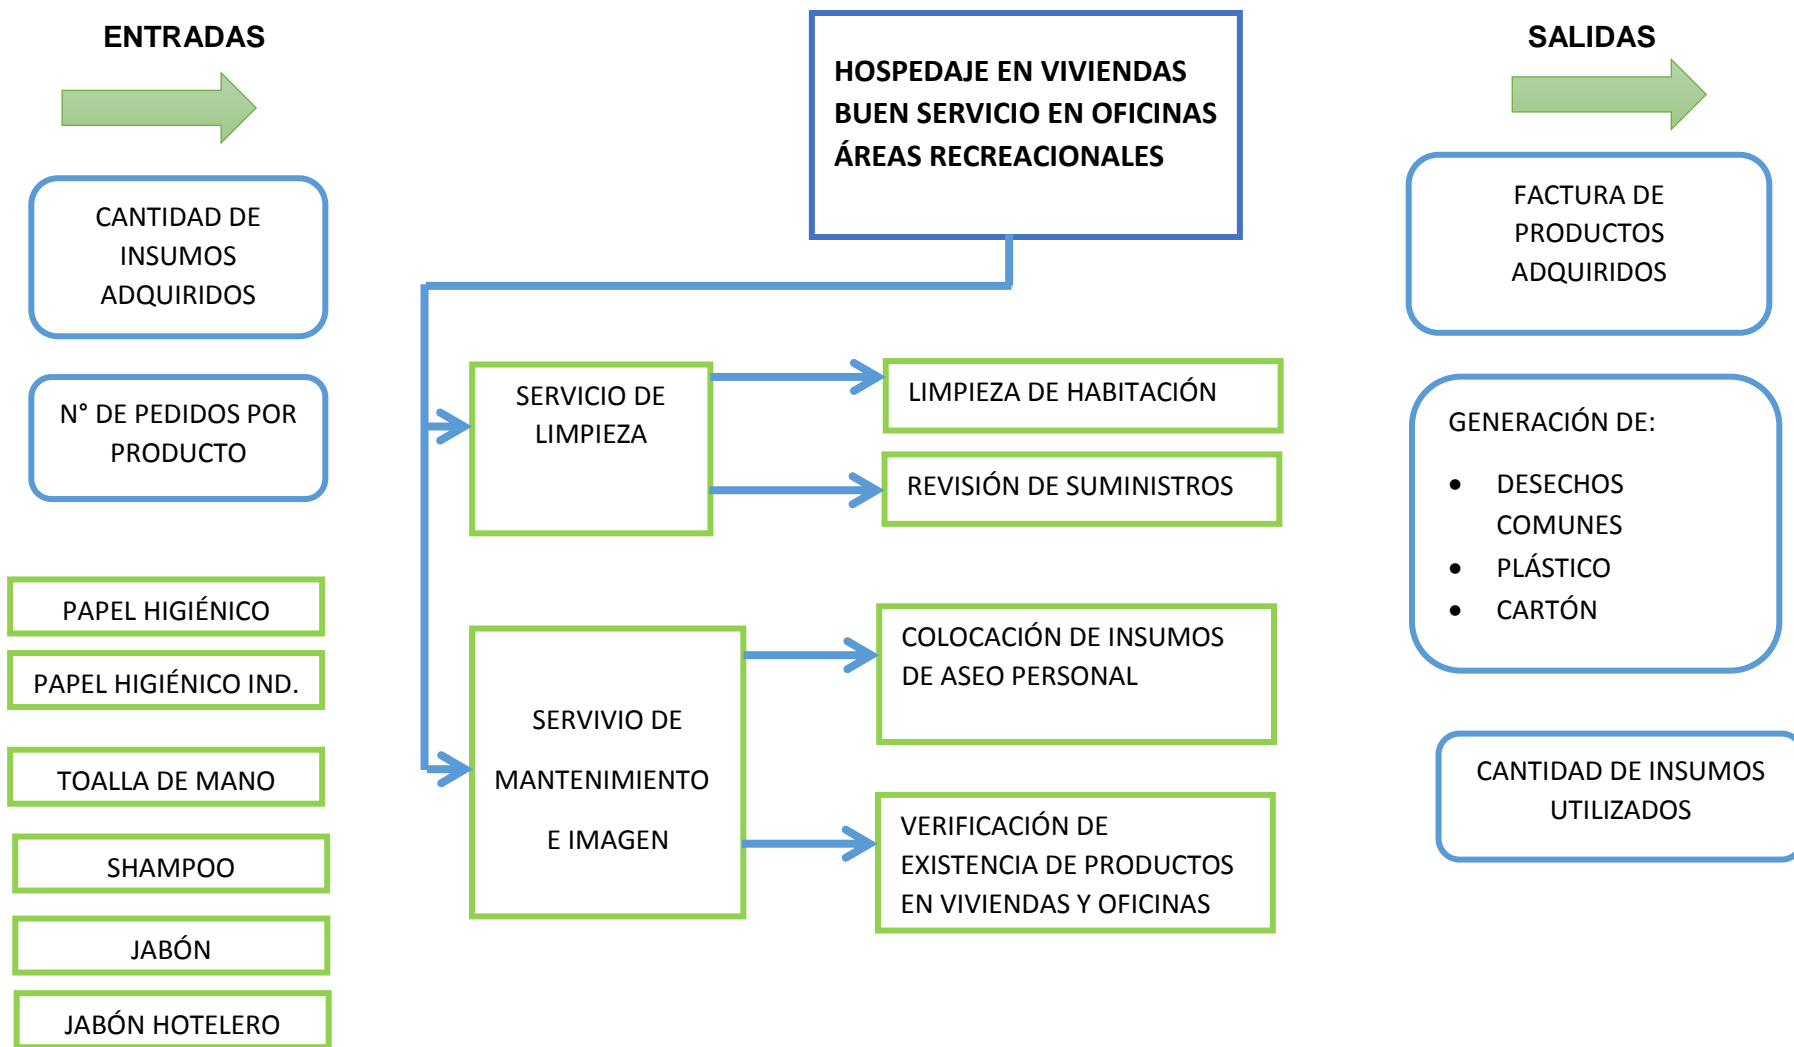 ENTRADAS
CANTIDAD DE
INSUMOS
ADQUIRIDOS
N° DE PEDIDOS POR
PRODUCTO
PAPEL HIGIÉNICO
PAPEL HIGIÉNICO IND.
TOALLA DE MANO
SHAMPOO
JABÓN
JABÓN HOTELERO
HOSPEDAJE EN VIVIENDAS
BUEN SERVICIO EN OFICINAS
ÁREAS RECREACIONALES
SERVICIO DE
LIMPIEZA
LIMPIEZA DE HABITACIÓN
REVISIÓN DE SUMINISTROS
SERVIVIO DE
MANTENIMIENTO
E IMAGEN
COLOCACIÓN DE INSUMOS
DE ASEO PERSONAL
VERIFICACIÓN DE
EXISTENCIA DE PRODUCTOS
EN VIVIENDAS Y OFICINAS
SALIDAS
FACTURA DE
PRODUCTOS
ADQUIRIDOS
GENERACIÓN DE:
• DESECHOS
COMUNES
• PLÁSTICO
• CARTÓN
CANTIDAD DE INSUMOS
UTILIZADOS